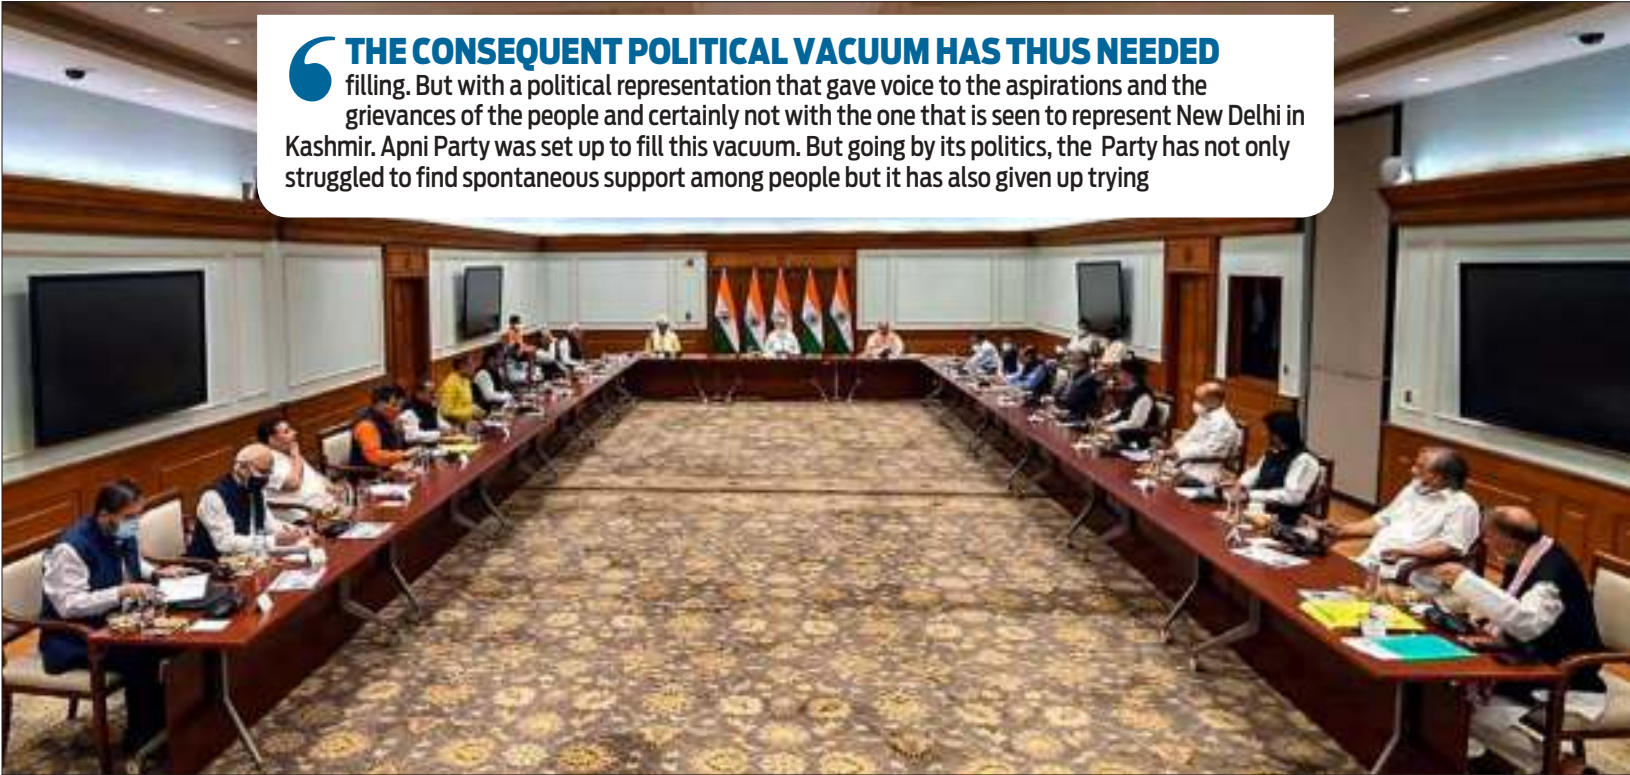 THE CONSEQUENT POLITICAL VACUUM HAS THUS NEEDED
filling. But with a political representation that gave voice to the aspirations and the
grievances of the people and certainly not with the one that is seen to represent New Delhi in
Kashmir. Apni Party was set up to fill this vacuum. But going by its politics, the Party has not only
struggled to find spontaneous support among people but it has also given up trying